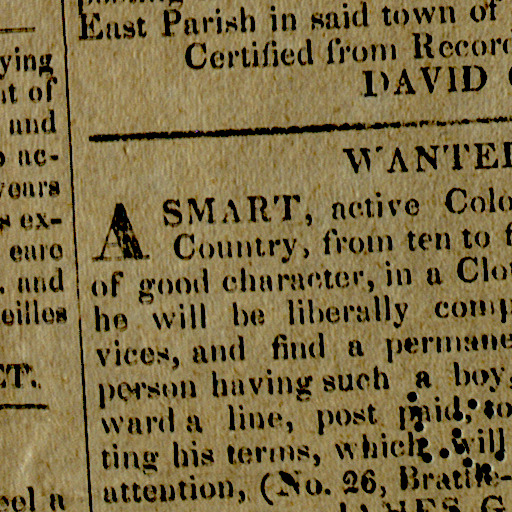 East Parish in said town of
Certified from Record
DAVID
ying
nt of
and
ac-
years
ex-
care
and
eilles
ET.
eel a
WANTED
A SMART, active Colo
Country, from ten to f
of good character, in a Clot
he will be liberally comp
vices, and find a permane
person having such a boy,
ward a line, post paid, to
ting his terms, which will
attention, (No. 26, Brattle-